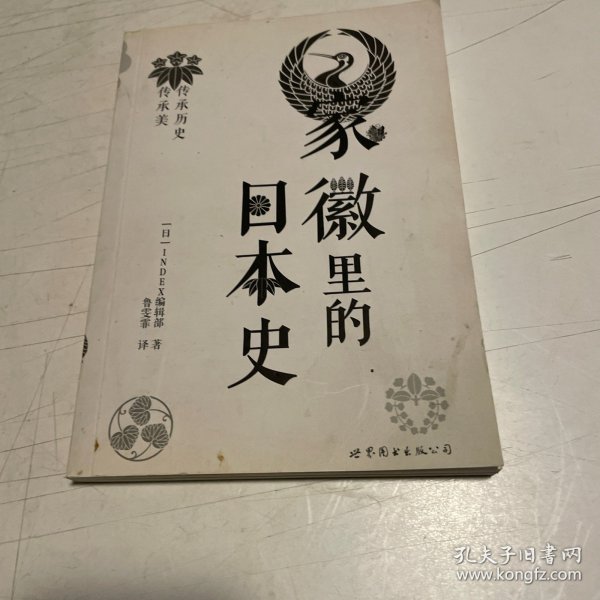 家徽里的
日本史
传承历史
传承美
［日］INDEX编辑部 著
鲁雯霏 译
世界图书出版公司
孔夫子旧书网
www.kongfz.com